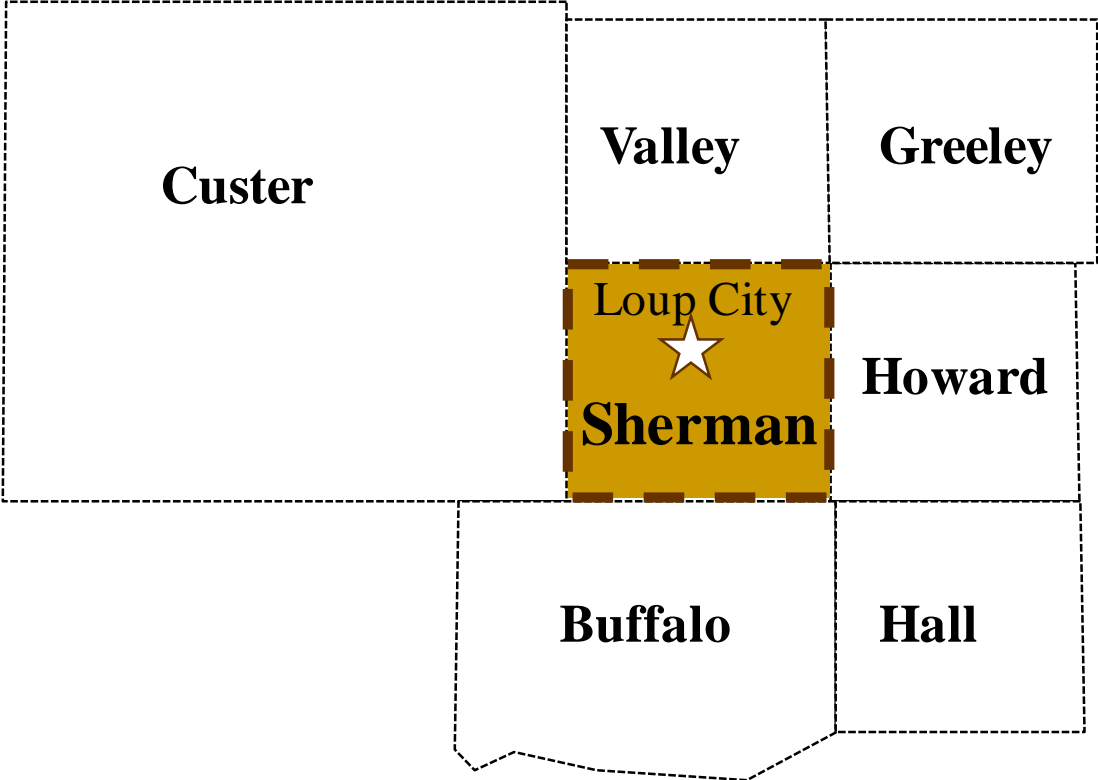 Custer
Valley
Greeley
Loup City
Sherman
Howard
Buffalo
Hall